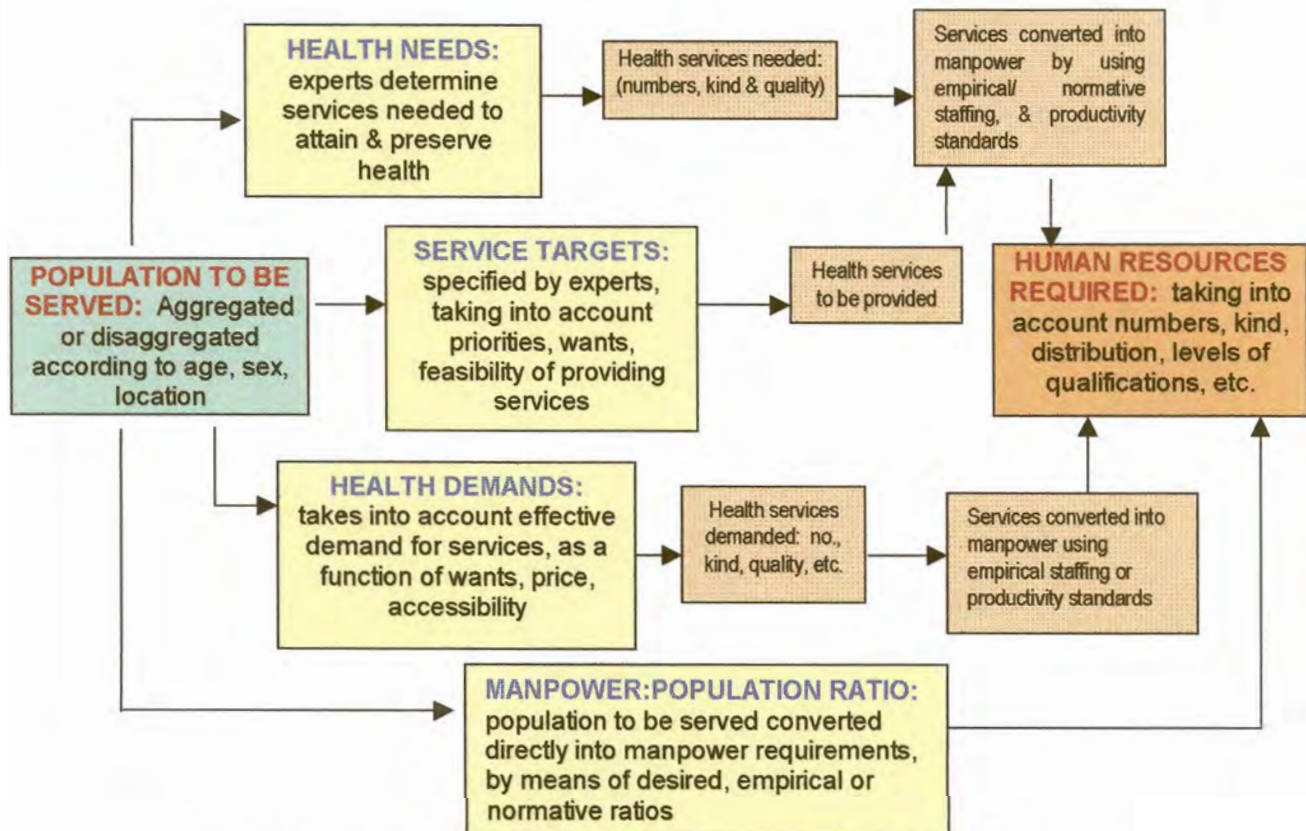 HEALTH NEEDS:
experts determine
services needed to
attain & preserve
health
Health services needed:
(numbers, kind & quality)
Services converted into
manpower by using
empirical/ normative
staffing, & productivity
standards
POPULATION TO BE
SERVED: Aggregated
or disaggregated
according to age, sex,
location
SERVICE TARGETS:
specified by experts,
taking into account
priorities, wants,
feasibility of providing
services
Health services
to be provided
HUMAN RESOURCES
REQUIRED: taking into
account numbers, kind,
distribution, levels of
qualifications, etc.
HEALTH DEMANDS:
takes into account effective
demand for services, as a
function of wants, price,
accessibility
Health services
demanded: no.,
kind, quality, etc.
Services converted into
manpower using
empirical staffing or
productivity standards
MANPOWER:POPULATION RATIO:
population to be served converted
directly into manpower requirements,
by means of desired, empirical or
normative ratios